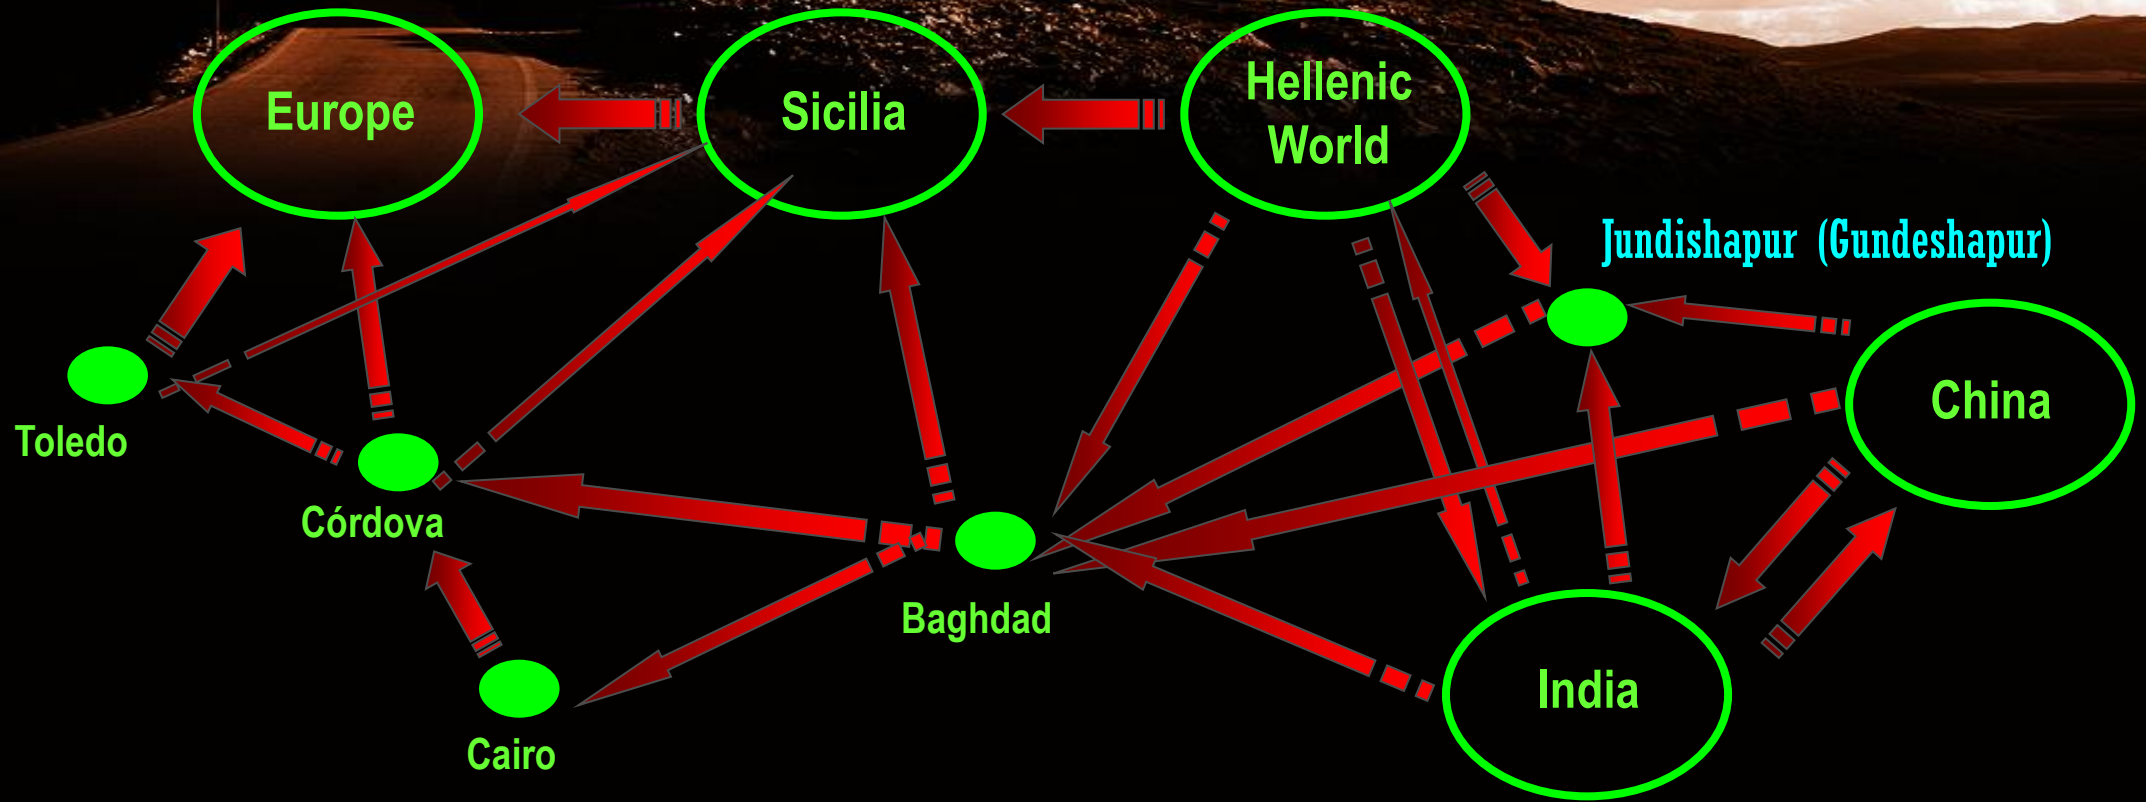 Europe
Sicilia
Hellenic
World
Jundishapur (Gundeshapur)
China
Toledo
Córdova
Baghdad
India
Cairo